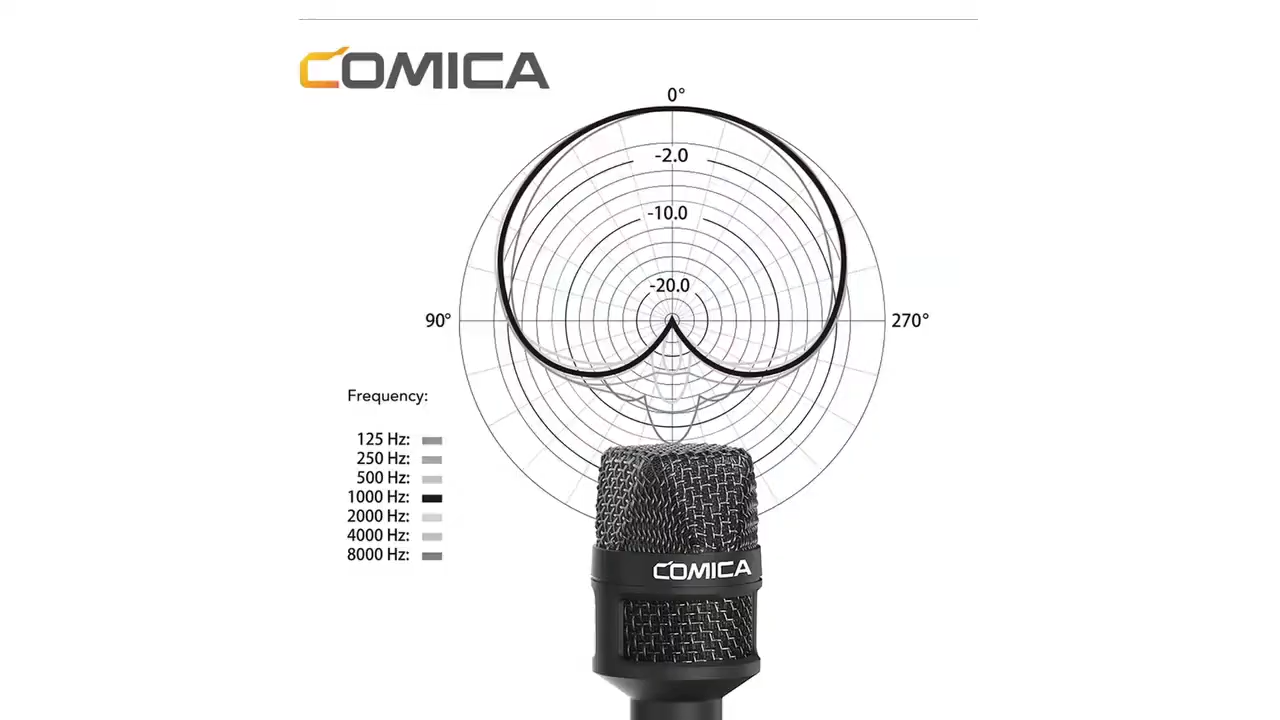 COMICA
0°
-2.0
-10.0
-20.0
90°
270°
Frequency:
125 Hz:
250 Hz:
500 Hz:
1000 Hz:
2000 Hz:
4000 Hz:
8000 Hz:
COMICA